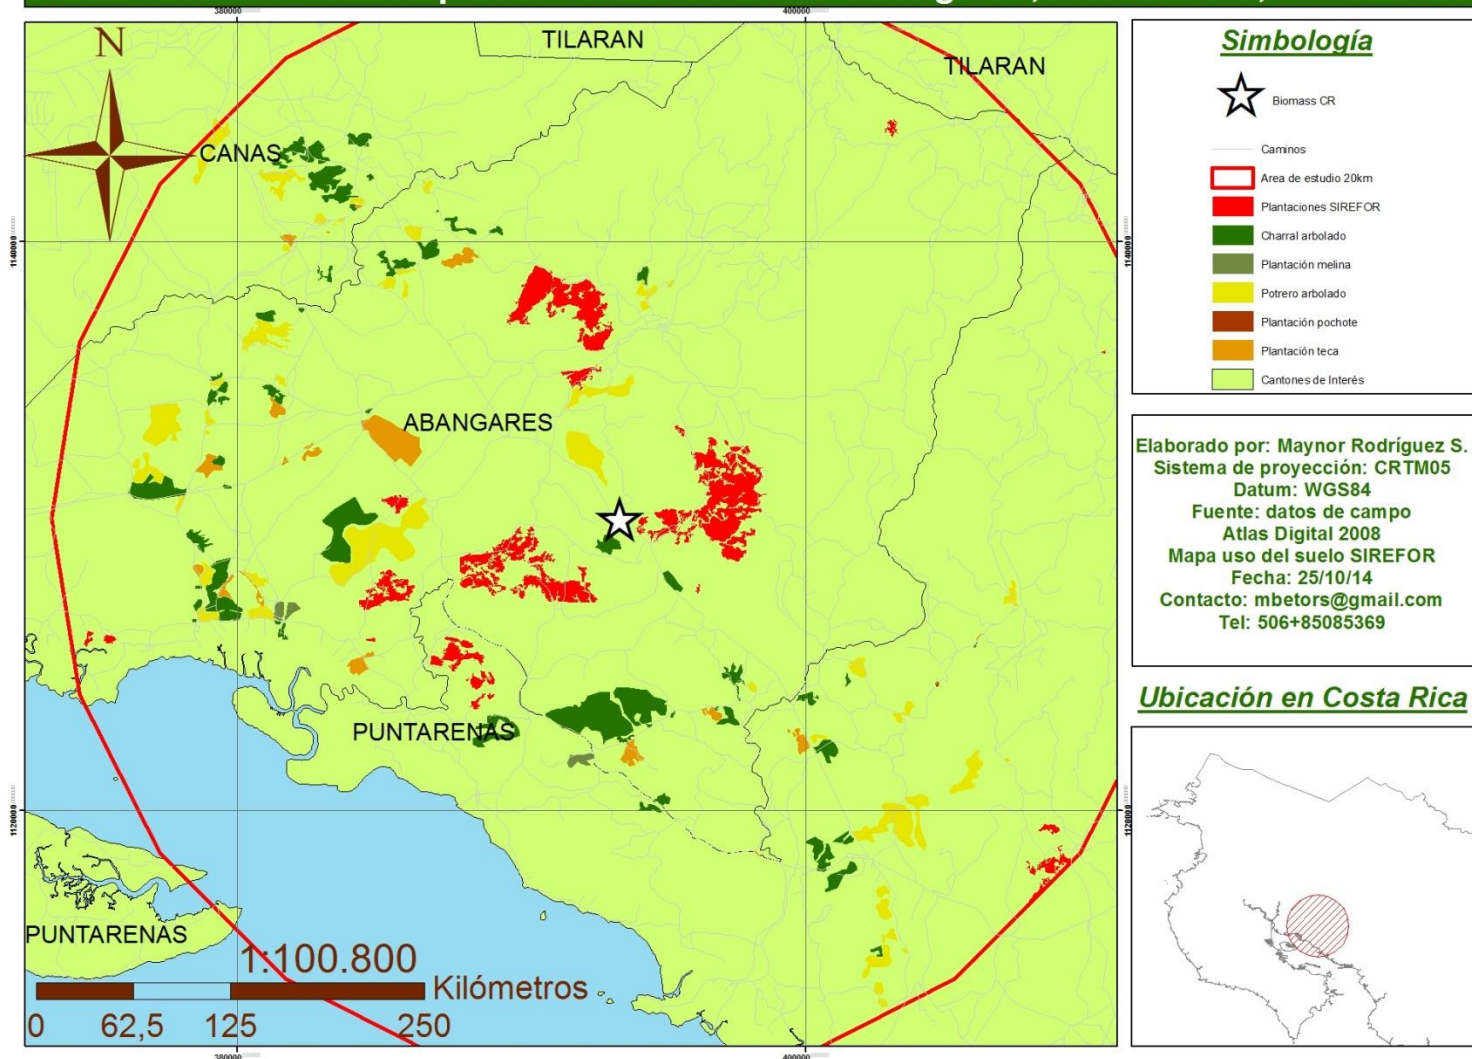 380000
400000
N
TILARAN
TILARAN
CANAS
1140000
1140000
ABANGARES
PUNTARENAS
1120000
1120000
PUNTARENAS
1:100.800
Kilómetros
0 62,5 125 250
380000
400000
Simbología
Biomass CR
Caminos
Area de estudio 20km
Plantaciones SIREFOR
Charral arbolado
Plantación melina
Potrero arbolado
Plantación pochote
Plantación teca
Cantones de Interés
Elaborado por: Maynor Rodríguez S.
Sistema de proyección: CRTM05
Datum: WGS84
Fuente: datos de campo
Atlas Digital 2008
Mapa uso del suelo SIREFOR
Fecha: 25/10/14
Contacto: mbetors@gmail.com
Tel: 506+85085369
Ubicación en Costa Rica